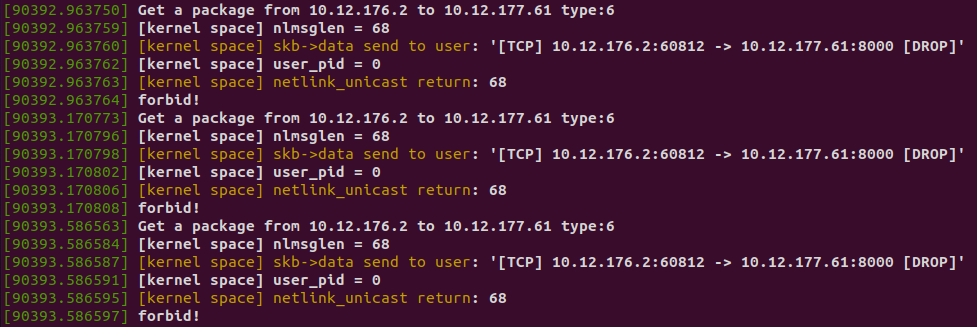 [90392.963750] Get a package from 10.12.176.2 to 10.12.177.61 type:6
[90392.963759] [kernel space] nlmsglen = 68
[90392.963760] [kernel space] skb->data send to user: '[TCP] 10.12.176.2:60812 -> 10.12.177.61:8000 [DROP]'
[90392.963762] [kernel space] user_pid = 0
[90392.963763] [kernel space] netlink_unicast return: 68
[90392.963764] forbid!
[90393.170773] Get a package from 10.12.176.2 to 10.12.177.61 type:6
[90393.170796] [kernel space] nlmsglen = 68
[90393.170798] [kernel space] skb->data send to user: '[TCP] 10.12.176.2:60812 -> 10.12.177.61:8000 [DROP]'
[90393.170802] [kernel space] user_pid = 0
[90393.170806] [kernel space] netlink_unicast return: 68
[90393.170808] forbid!
[90393.586563] Get a package from 10.12.176.2 to 10.12.177.61 type:6
[90393.586584] [kernel space] nlmsglen = 68
[90393.586587] [kernel space] skb->data send to user: '[TCP] 10.12.176.2:60812 -> 10.12.177.61:8000 [DROP]'
[90393.586591] [kernel space] user_pid = 0
[90393.586595] [kernel space] netlink_unicast return: 68
[90393.586597] forbid!